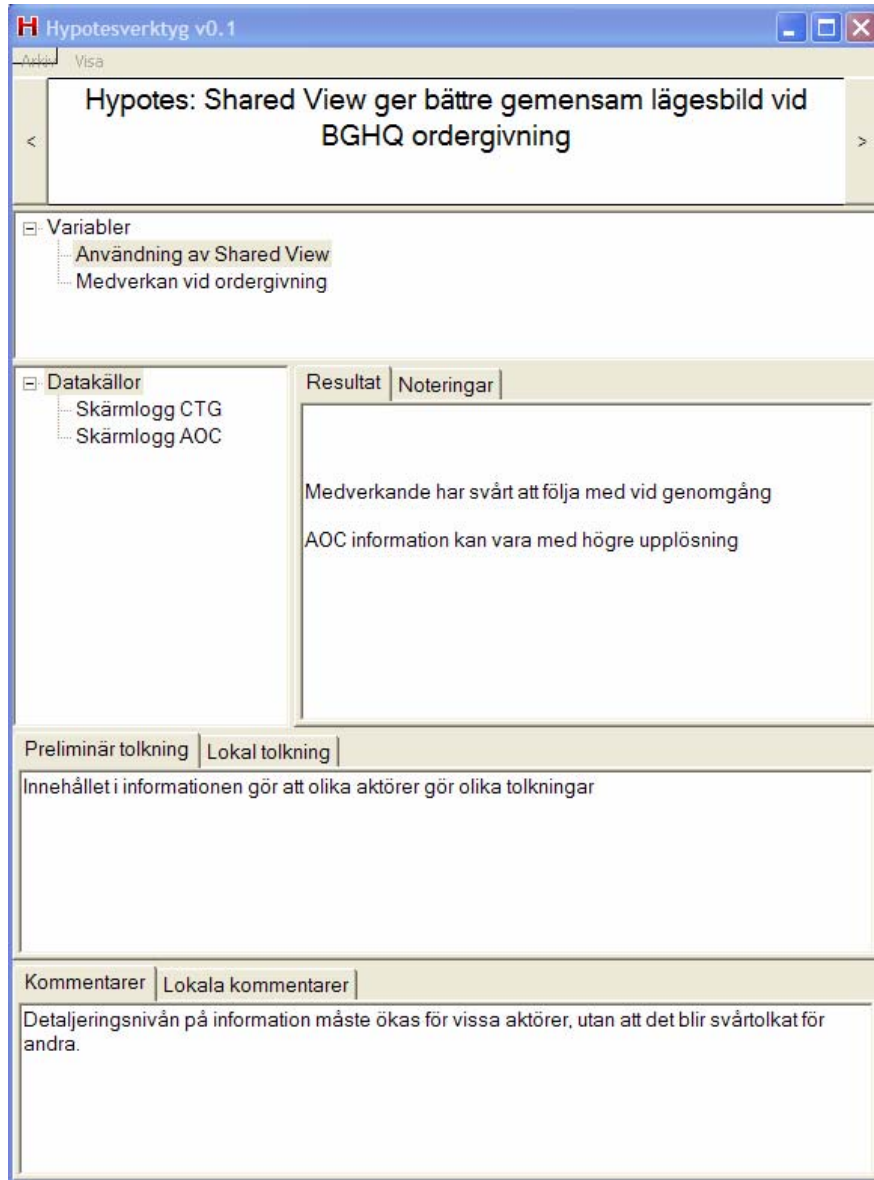 H Hypotesverktyg v0.1
Arkiv Visa
Hypotes: Shared View ger bättre gemensam lägesbild vid
BGHQ ordergivning
<
>
Variabler
Användning av Shared View
Medverkan vid ordergivning
Datakällor
Skärmlogg CTG
Skärmlogg AOC
Resultat Noteringar
Medverkande har svårt att följa med vid genomgång
AOC information kan vara med högre upplösning
Preliminär tolkning Lokal tolkning
Innehållet i informationen gör att olika aktörer gör olika tolkningar
Kommentarer Lokala kommentarer
Detaljeringsnivån på information måste ökas för vissa aktörer, utan att det blir svårtolkat för
andra.